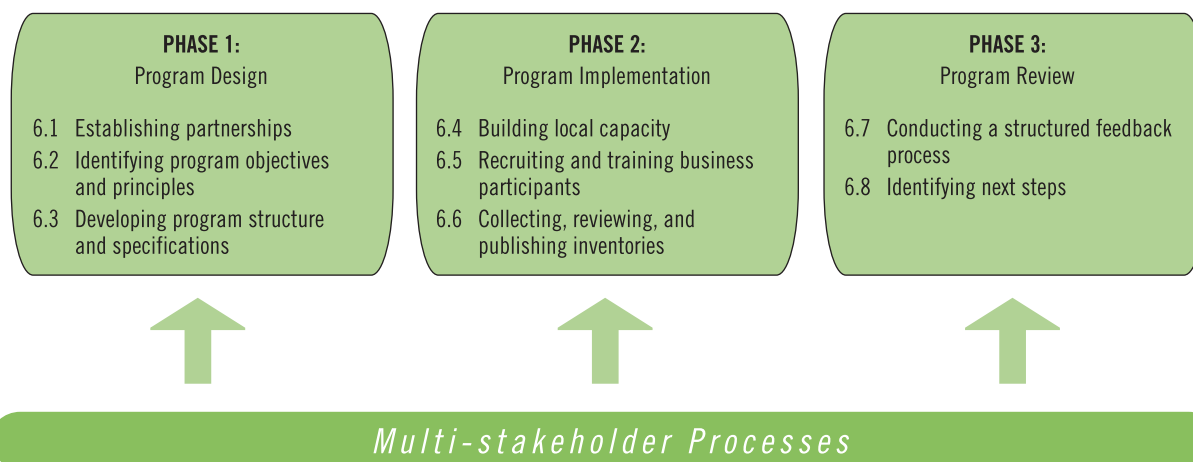 PHASE 1:
Program Design
6.1 Establishing partnerships
6.2 Identifying program objectives
and principles
6.3 Developing program structure
and specifications
PHASE 2:
Program Implementation
6.4 Building local capacity
6.5 Recruiting and training business
participants
6.6 Collecting, reviewing, and
publishing inventories
PHASE 3:
Program Review
6.7 Conducting a structured feedback
process
6.8 Identifying next steps
Multi-stakeholder Processes